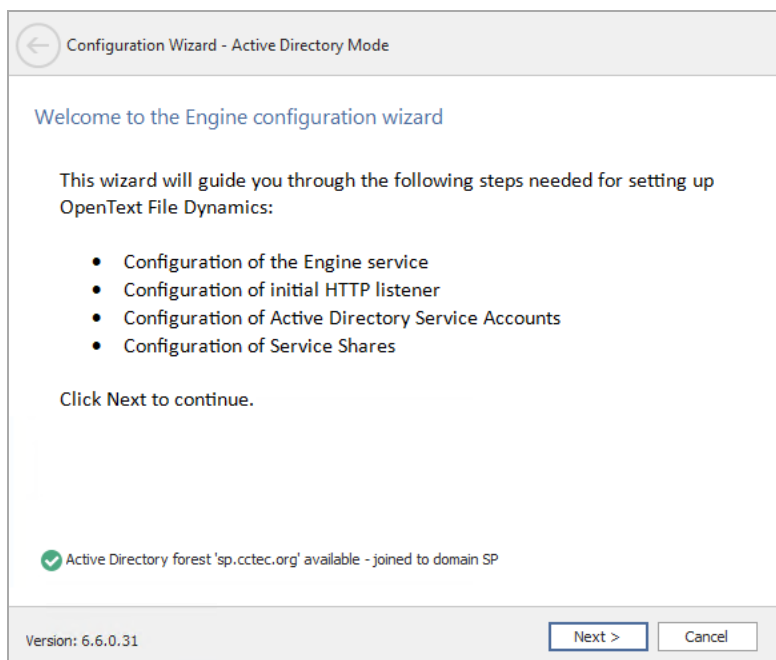 Configuration Wizard - Active Directory Mode
Welcome to the Engine configuration wizard
This wizard will guide you through the following steps needed for setting up
OpenText File Dynamics:
• Configuration of the Engine service
• Configuration of initial HTTP listener
• Configuration of Active Directory Service Accounts
• Configuration of Service Shares
Click Next to continue.
Active Directory forest 'sp.cctec.org' available - joined to domain SP
Version: 6.6.0.31
Next >
Cancel